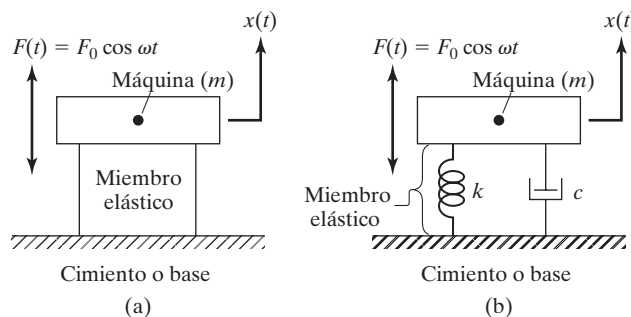 x(t)
F(t) = F₀ cos ωt
Máquina (m)
Miembro
elástico
Cimiento o base
(a)
x(t)
F(t) = F₀ cos ωt
Máquina (m)
Miembro
elástico
k
c
Cimiento o base
(b)